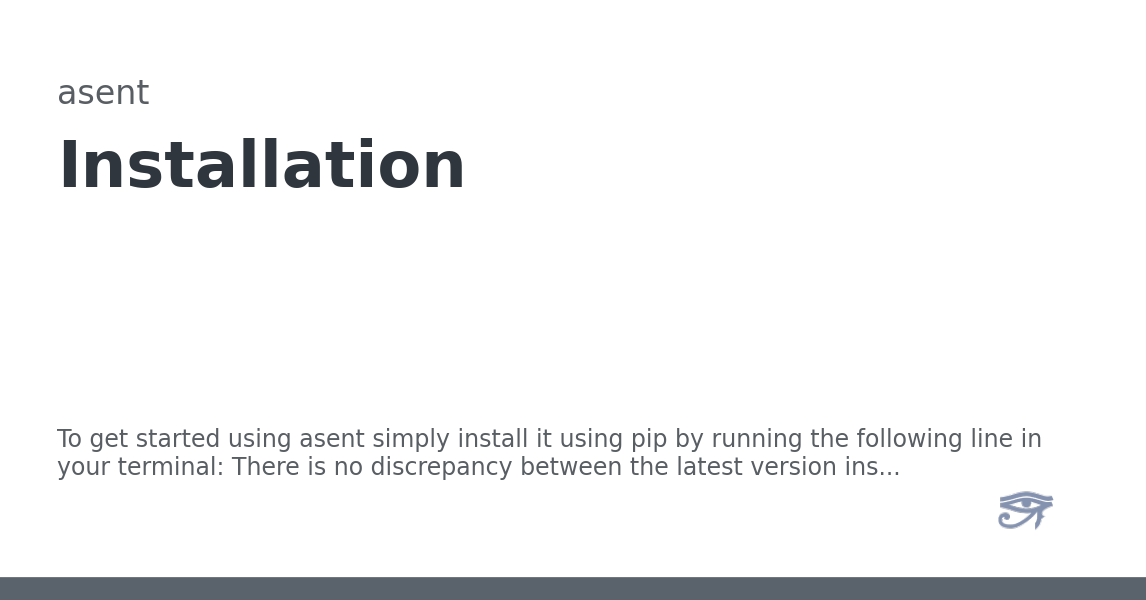 asent
Installation
To get started using asent simply install it using pip by running the following line in
your terminal: There is no discrepancy between the latest version ins...